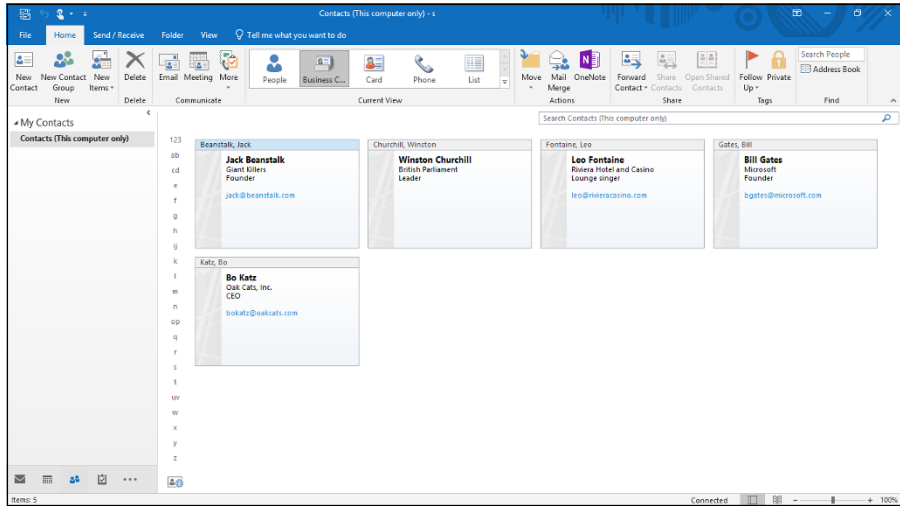 Contacts (This computer only) - s
File Home Send / Receive Folder View Tell me what you want to do
New Contact
New Contact Group
New Items
Delete
Email
Meeting
More
People
Business C...
Card
Phone
List
Move
Mail Merge
OneNote
Forward Contact
Share Contacts
Open Shared Contacts
Follow Up
Private
Search People
Address Book
New Delete Communicate Current View Actions Share Tags Find
My Contacts
Contacts (This computer only)
Search Contacts (This computer only)
123
ab
cd
e
f
g
h
ij
k
l
m
n
op
q
r
s
t
uv
w
x
y
z
Beanstalk, Jack
Jack Beanstalk
Giant Killers
Founder
jack@beanstalk.com
Churchill, Winston
Winston Churchill
British Parliament
Leader
Fontaine, Leo
Leo Fontaine
Riviera Hotel and Casino
Lounge singer
leo@rivieracasino.com
Gates, Bill
Bill Gates
Microsoft
Founder
bgates@microsoft.com
Katz, Bo
Bo Katz
Oak Cats, Inc.
CEO
bokatz@oakcats.com
Items: 5
Connected
100%